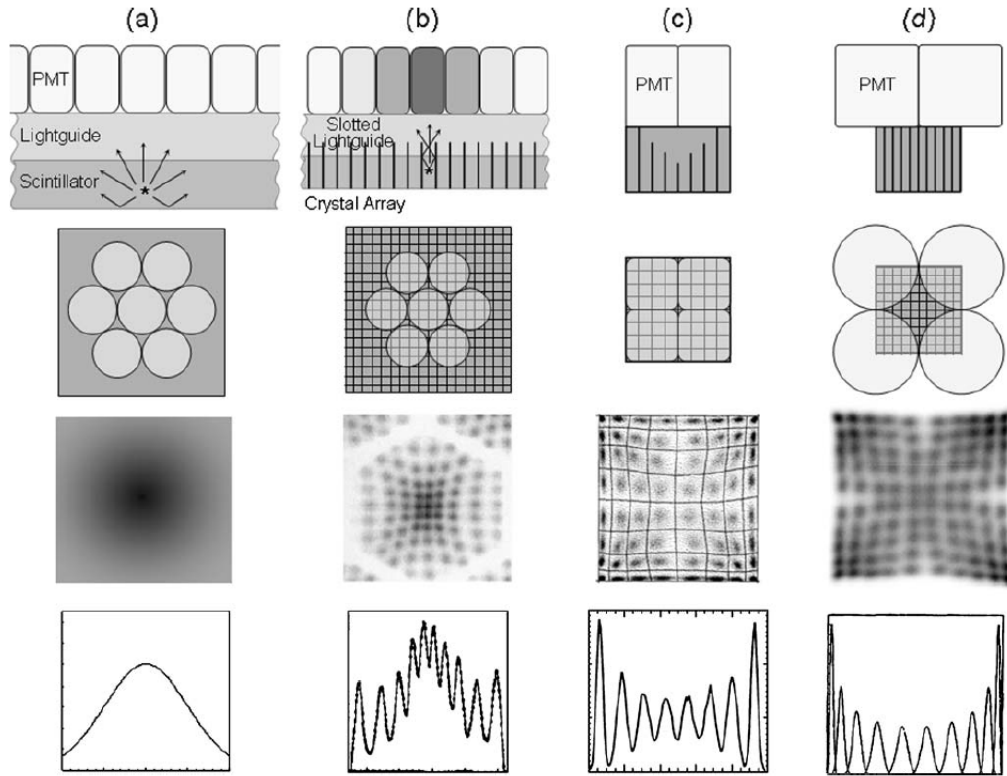 (a) (b) (c) (d)
PMT
Lightguide
Scintillator
Slotted
Lightguide
Crystal Array
PMT
PMT